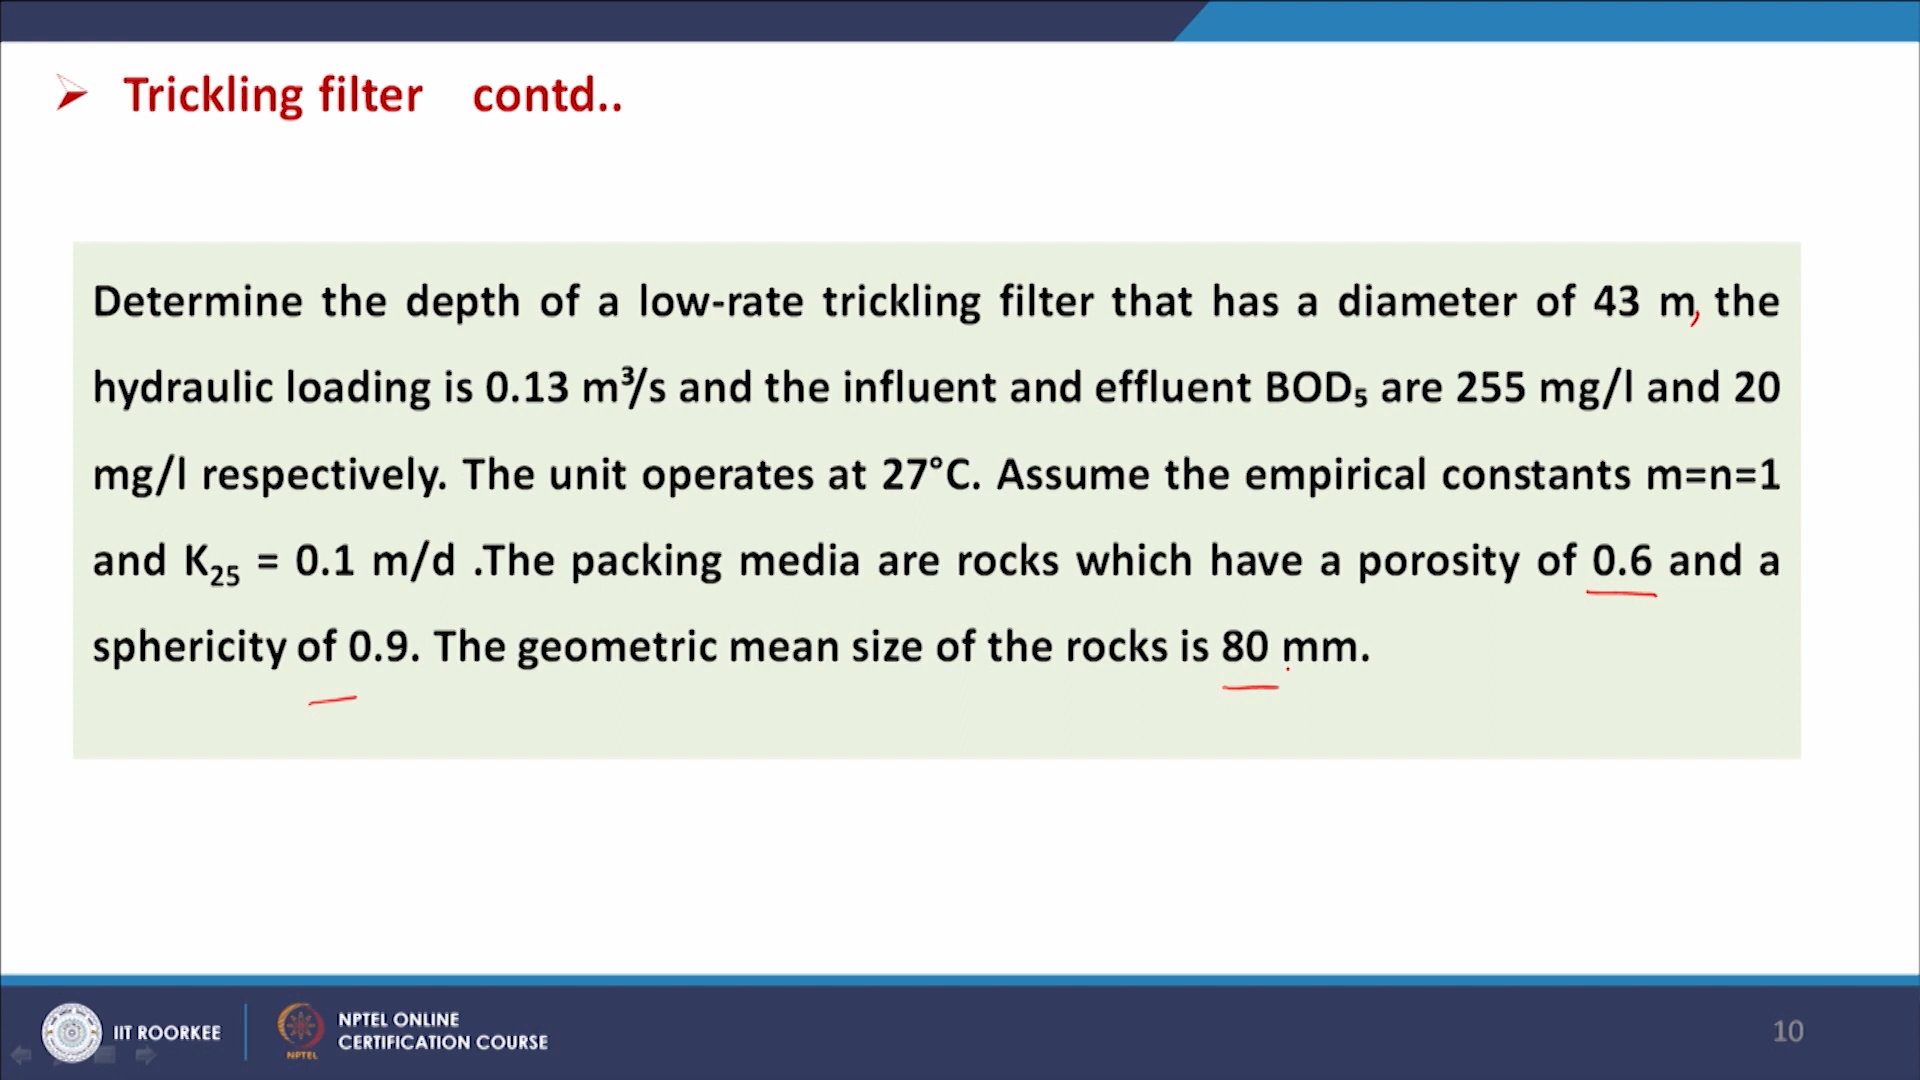 Trickling filter contd..
Determine the depth of a low-rate trickling filter that has a diameter of 43 m, the
hydraulic loading is 0.13 m³/s and the influent and effluent BOD₅ are 255 mg/l and 20
mg/l respectively. The unit operates at 27°C. Assume the empirical constants m=n=1
and K₂₅ = 0.1 m/d .The packing media are rocks which have a porosity of 0.6 and a
sphericity of 0.9. The geometric mean size of the rocks is 80 mm.
IIT ROORKEE
NPTEL
NPTEL ONLINE
CERTIFICATION COURSE
10